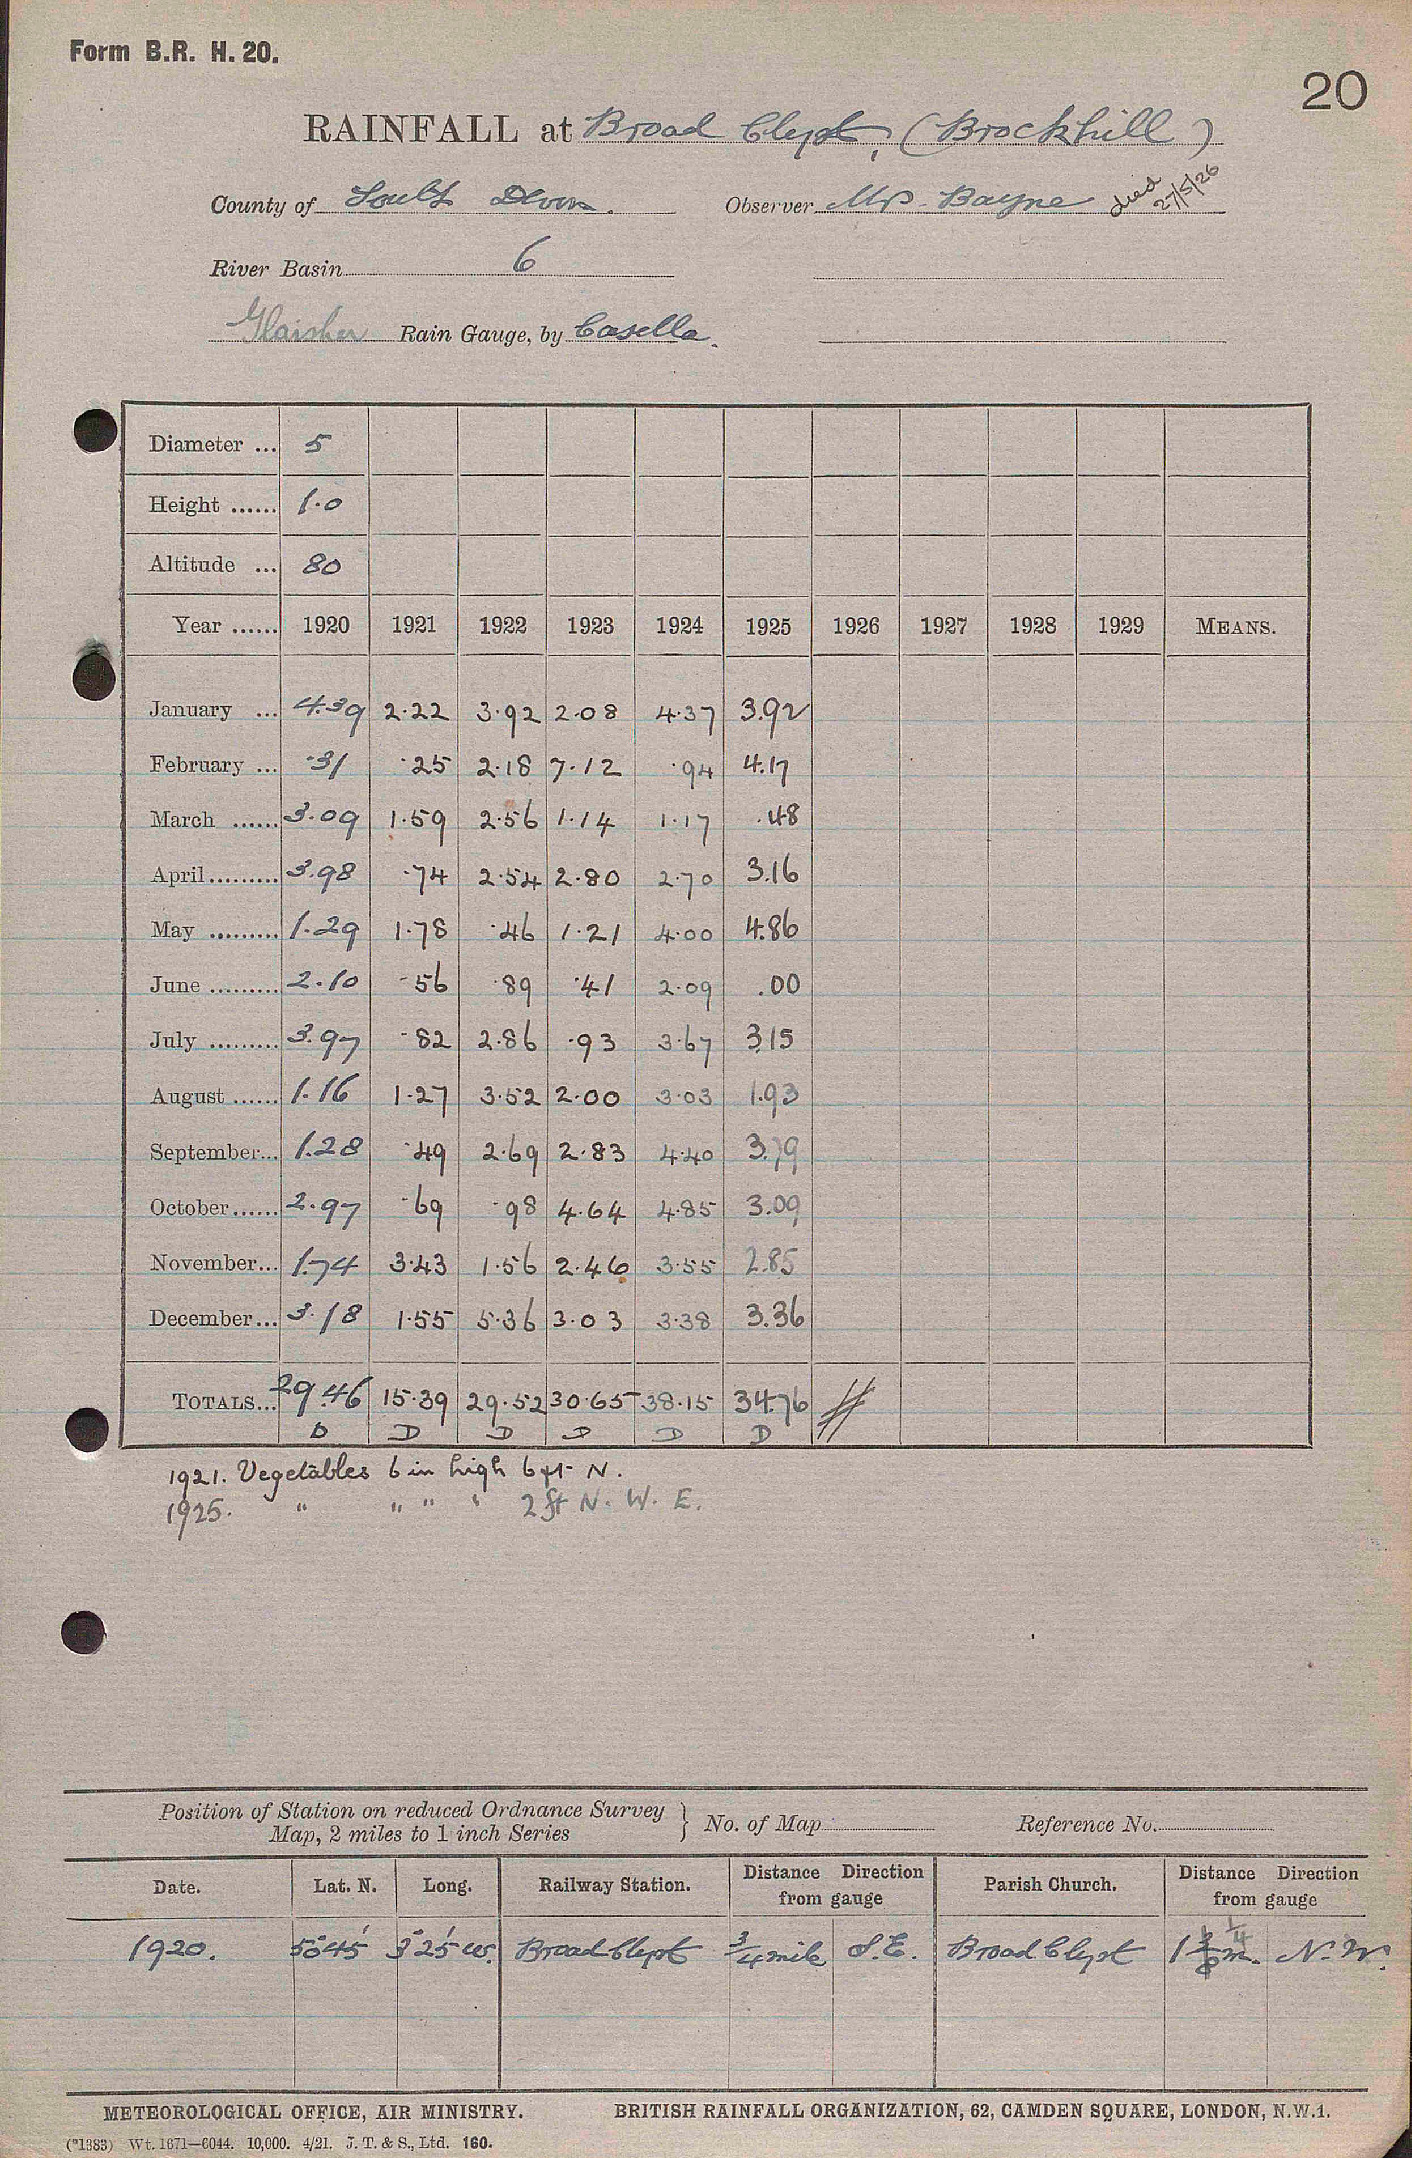 Form B.R. H. 20.
20
RAINFALL at Broad Clyst, (Brockhill)
County of South Devon. Observer Mrs. Bayne died 27/5/26
River Basin 6
Glaisher Rain Gauge, by Casella.
Diameter ... 5
Height ...... 1.0
Altitude ... 80
Year ...... 1920 1921 1922 1923 1924 1925 1926 1927 1928 1929 MEANS.
January ... 4.39 2.22 3.92 2.08 4.37 3.92
February ... .31 .25 2.18 7.12 .94 4.17
March ...... 3.09 1.59 2.56 1.14 1.17 .48
April ......... 3.98 .74 2.54 2.80 2.70 3.16
May ......... 1.29 1.78 .46 1.21 4.00 4.86
June ......... 2.10 .56 .89 .41 2.09 .00
July ......... 3.97 .82 2.86 .93 3.67 3.15
August ...... 1.16 1.27 3.52 2.00 3.03 1.93
September... 1.28 .49 2.69 2.83 4.40 3.79
October ...... 2.97 .69 .98 4.64 4.85 3.09
November... 1.74 3.43 1.56 2.46 3.55 2.85
December... 3.18 1.55 5.36 3.03 3.38 3.36
TOTALS... 29.46 15.39 29.52 30.65 38.15 34.76
D D D D D D
1921. Vegetables 6 in high 6 ft N.
1925. " " " " 2 ft N. W. E.
Position of Station on reduced Ordnance Survey
Map, 2 miles to 1 inch Series } No. of Map Reference No.
Date. Lat. N. Long. Railway Station. Distance Direction from gauge Parish Church. Distance Direction from gauge
1920. 50°45' 3°25' W. Broad Clyst 3/4 mile S.E. Broad Clyst 1 1/4 m. N.W.
METEOROLOGICAL OFFICE, AIR MINISTRY. BRITISH RAINFALL ORGANIZATION, 62, CAMDEN SQUARE, LONDON, N.W.1.
(*1383) Wt. 1671—6044. 10,000. 4/21. J. T. & S., Ltd. 160.